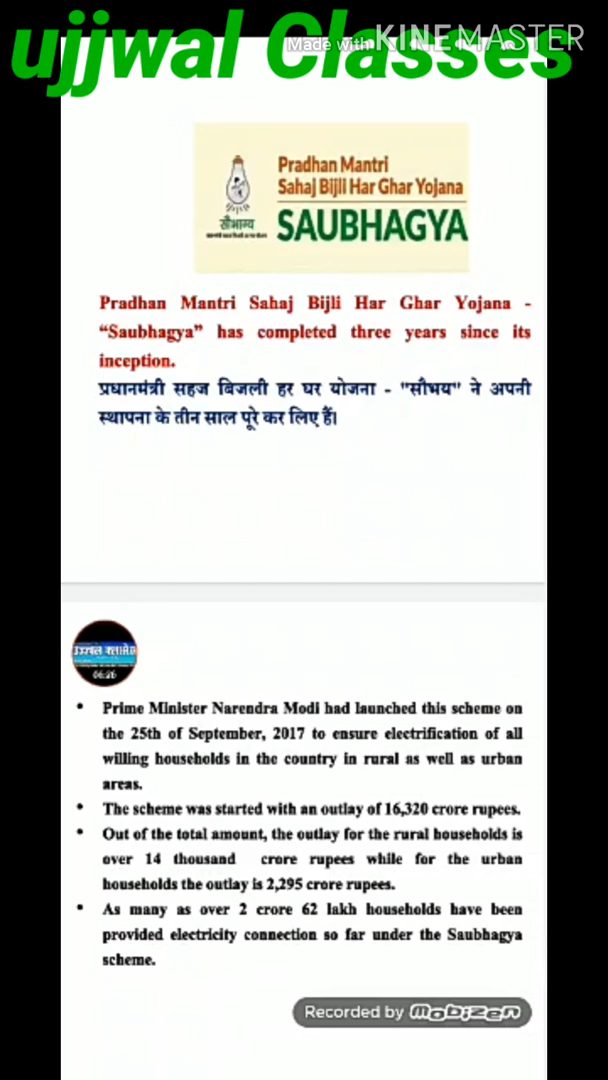 ujjwal Classes
Made with KINEMASTER
Pradhan Mantri
Sahaj Bijli Har Ghar Yojana
सौभाग्य
SAUBHAGYA
Pradhan Mantri Sahaj Bijli Har Ghar Yojana -
“Saubhagya” has completed three years since its
inception.
प्रधानमंत्री सहज बिजली हर घर योजना - "सौभय" ने अपनी
स्थापना के तीन साल पूरे कर लिए हैं।
उज्जवल क्लासेस
06:26
• Prime Minister Narendra Modi had launched this scheme on
the 25th of September, 2017 to ensure electrification of all
willing households in the country in rural as well as urban
areas.
• The scheme was started with an outlay of 16,320 crore rupees.
• Out of the total amount, the outlay for the rural households is
over 14 thousand crore rupees while for the urban
households the outlay is 2,295 crore rupees.
• As many as over 2 crore 62 lakh households have been
provided electricity connection so far under the Saubhagya
scheme.
Recorded by mobizen